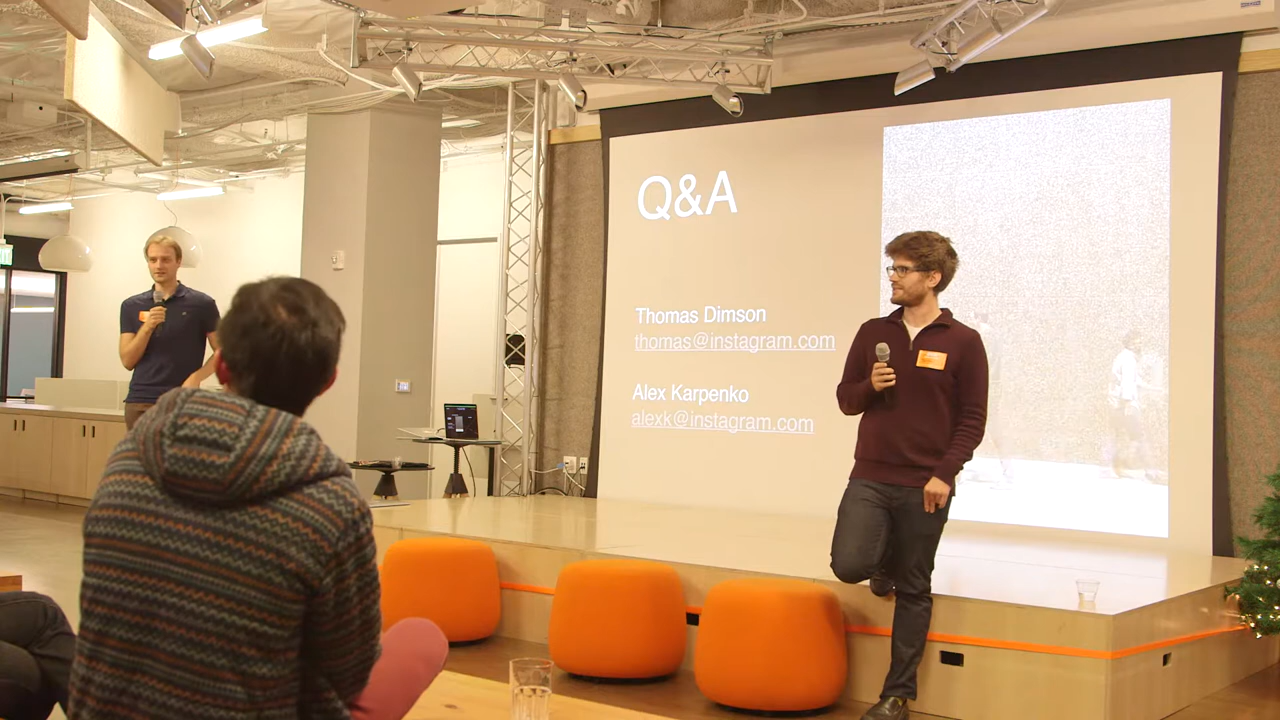 Q&A
Thomas Dimson
thomas@instagram.com
Alex Karpenko
alexk@instagram.com